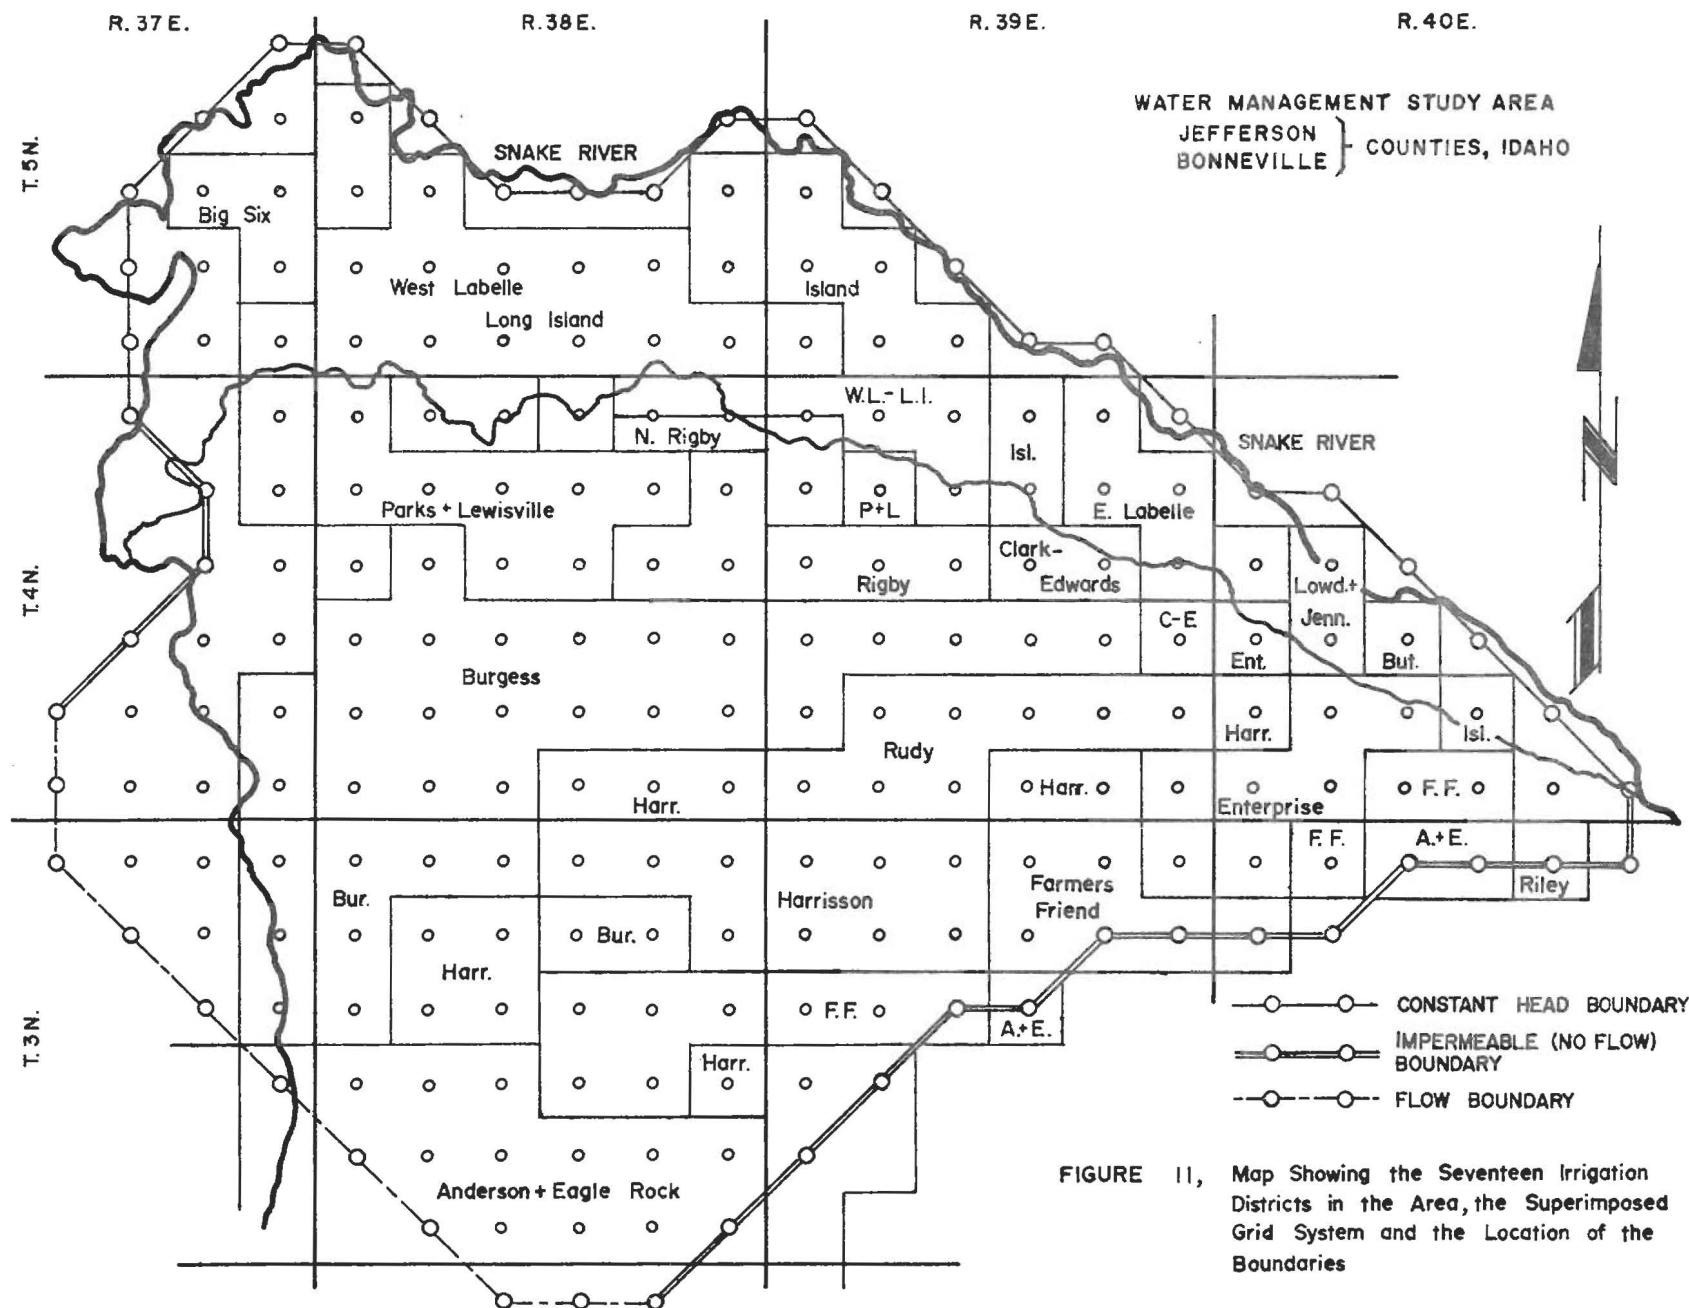 R. 37 E.
R. 38 E.
R. 39 E.
R. 40 E.
WATER MANAGEMENT STUDY AREA
JEFFERSON
BONNEVILLE
COUNTIES, IDAHO
T. 5 N.
SNAKE RIVER
Big Six
West Labelle
Long Island
Island
W.L.-L.I.
N. Rigby
Isl.
SNAKE RIVER
N
Parks + Lewisville
P+L
E. Labelle
T. 4 N.
Clark-
Edwards
Rigby
Lowd.+
Jenn.
C-E
Ent.
But.
Burgess
Rudy
Harr.
Isl.
Harr.
Harr.
Enterprise
F. F.
F. F.
A.+E.
Bur.
Harrisson
Farmers
Friend
Riley
Bur.
Harr.
T. 3 N.
F. F.
A.+E.
Harr.
CONSTANT HEAD BOUNDARY
IMPERMEABLE (NO FLOW)
BOUNDARY
FLOW BOUNDARY
Anderson + Eagle Rock
FIGURE 11, Map Showing the Seventeen Irrigation
Districts in the Area, the Superimposed
Grid System and the Location of the
Boundaries